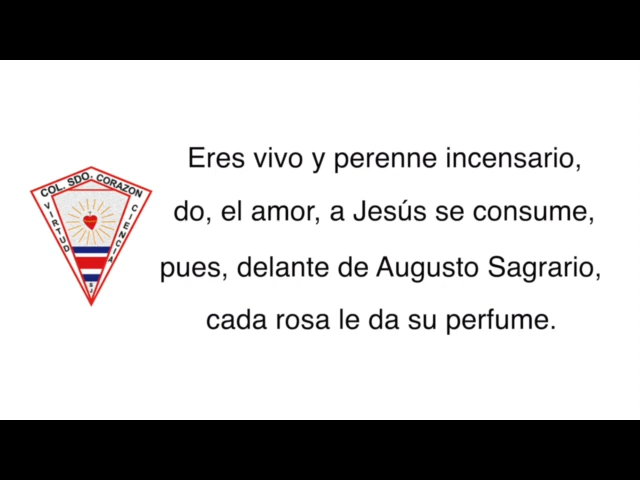 COL. SDO. CORAZON
VIRTUD
CIENCIA
Eres vivo y perenne incensario,
do, el amor, a Jesús se consume,
pues, delante de Augusto Sagrario,
cada rosa le da su perfume.